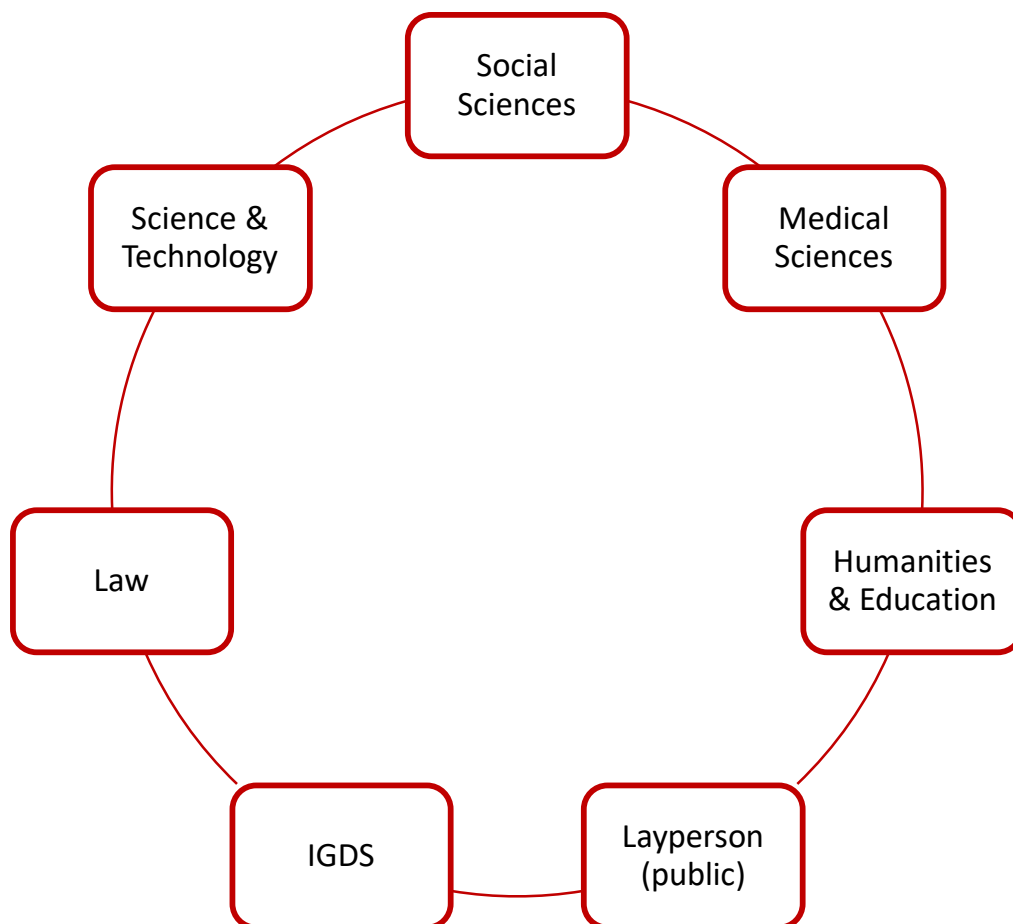 Social
Sciences
Medical
Sciences
Humanities
& Education
Layperson
(public)
IGDS
Law
Science &
Technology